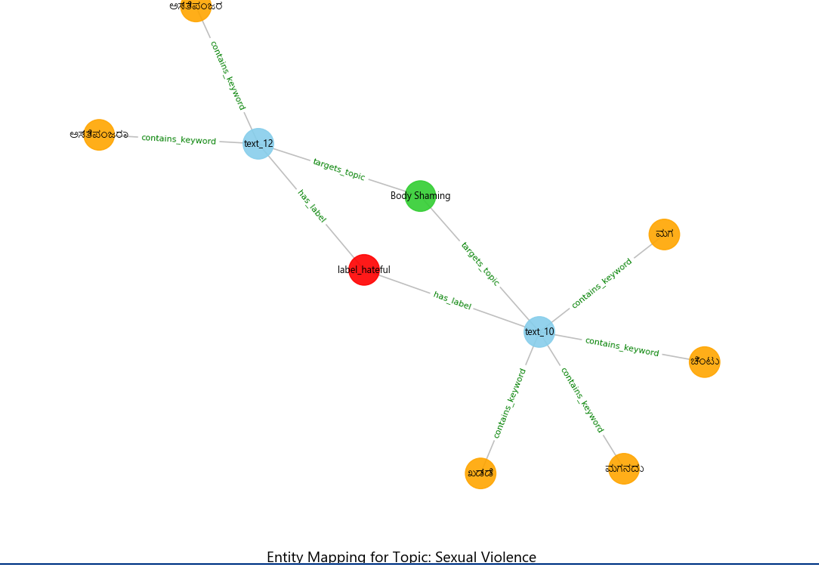 ಅಸತಿಪಂಜರ
contains_keyword
ಅಸತಿಪಂಜರಾ
contains_keyword
text_12
targets_topic
Body Shaming
has_label
targets_topic
label_hateful
has_label
ಮಗ
contains_keyword
text_10
contains_keyword
contains_keyword
contains_keyword
ಮಗನದು
Entity Mapping for Topic: Sexual Violence